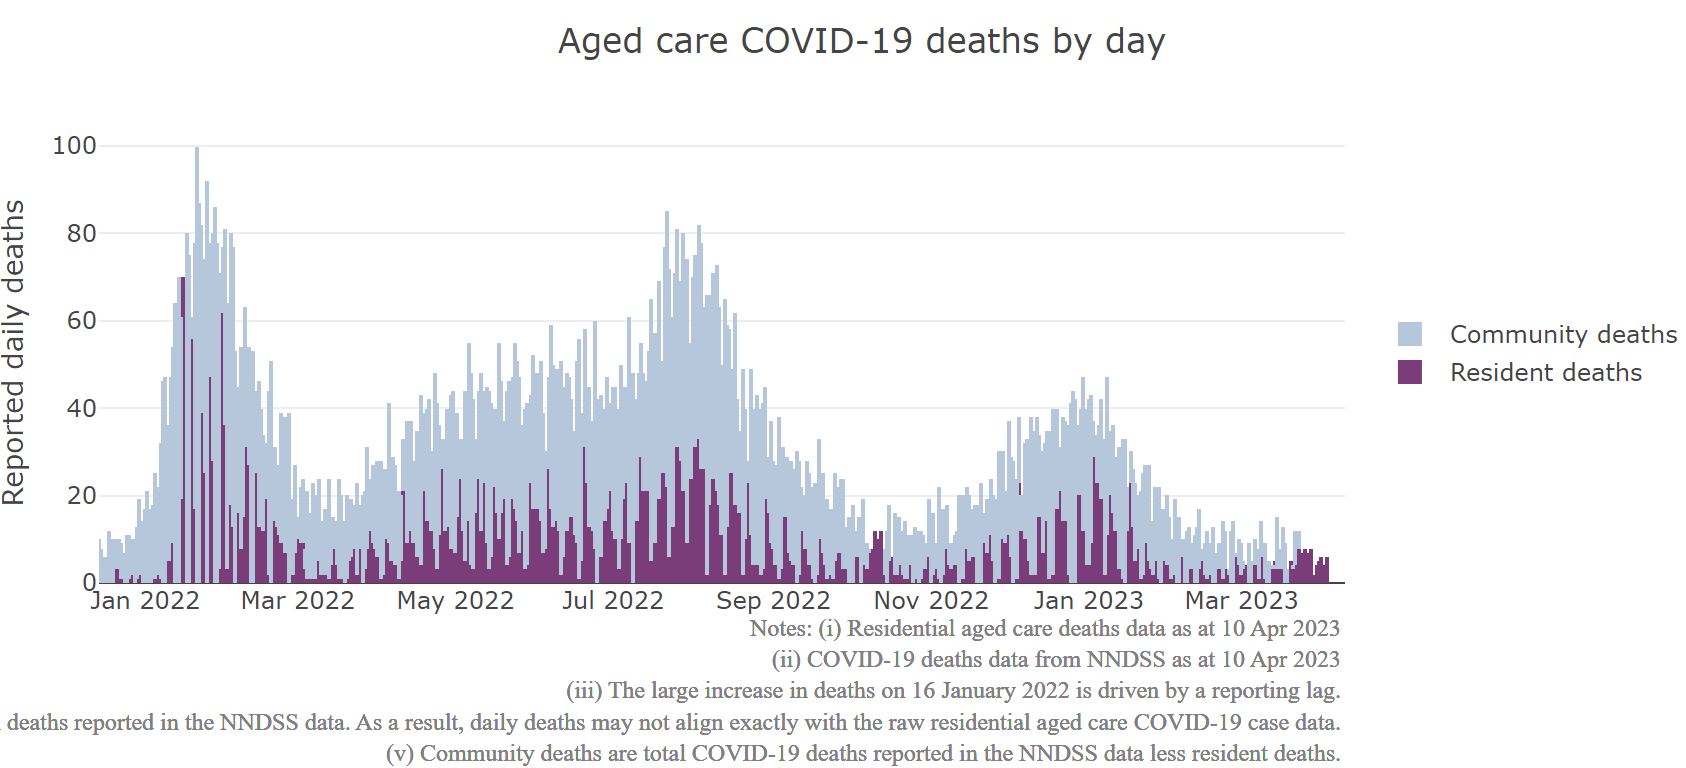 Aged care COVID-19 deaths by day
Reported daily deaths
100
80
60
40
20
0
Jan 2022 Mar 2022 May 2022 Jul 2022 Sep 2022 Nov 2022 Jan 2023 Mar 2023
Community deaths
Resident deaths
Notes: (i) Residential aged care deaths data as at 10 Apr 2023
(ii) COVID-19 deaths data from NNDSS as at 10 Apr 2023
(iii) The large increase in deaths on 16 January 2022 is driven by a reporting lag.
deaths reported in the NNDSS data. As a result, daily deaths may not align exactly with the raw residential aged care COVID-19 case data.
(v) Community deaths are total COVID-19 deaths reported in the NNDSS data less resident deaths.